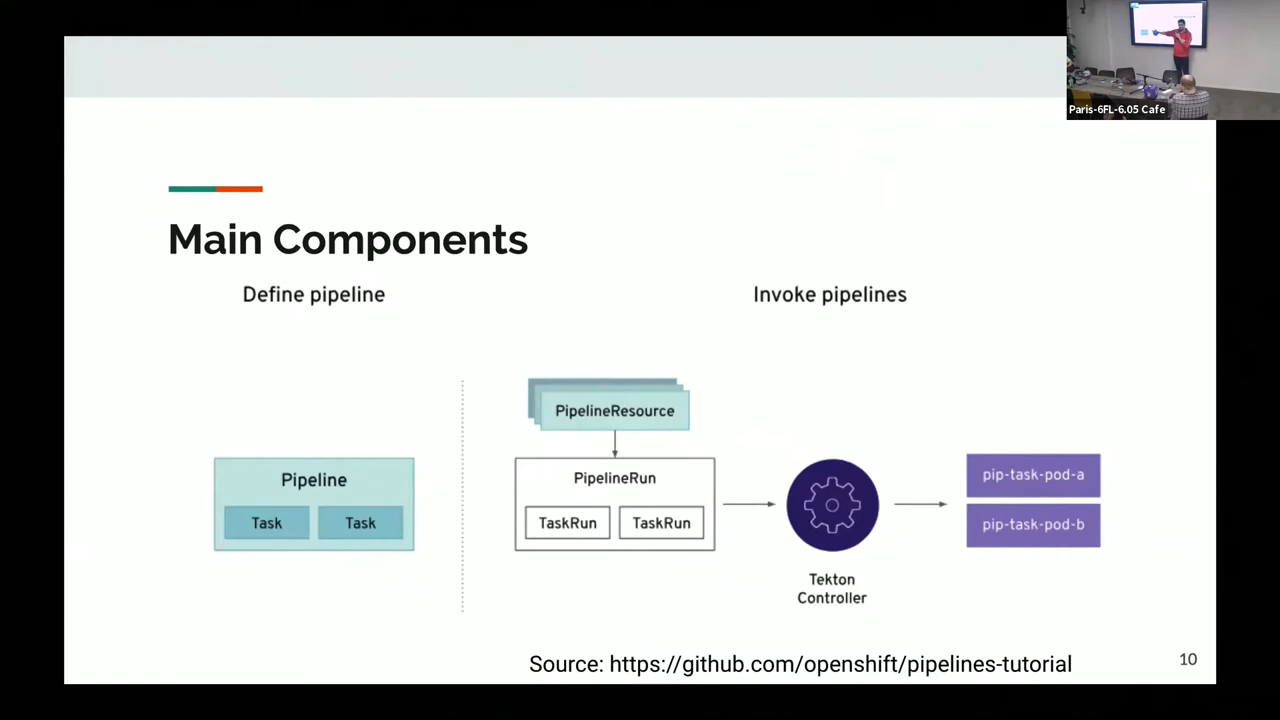 Paris-6FL-6.05 Cafe
Main Components
Define pipeline
Invoke pipelines
PipelineResource
Pipeline
Task
Task
PipelineRun
TaskRun
TaskRun
Tekton
Controller
pip-task-pod-a
pip-task-pod-b
Source: https://github.com/openshift/pipelines-tutorial
10